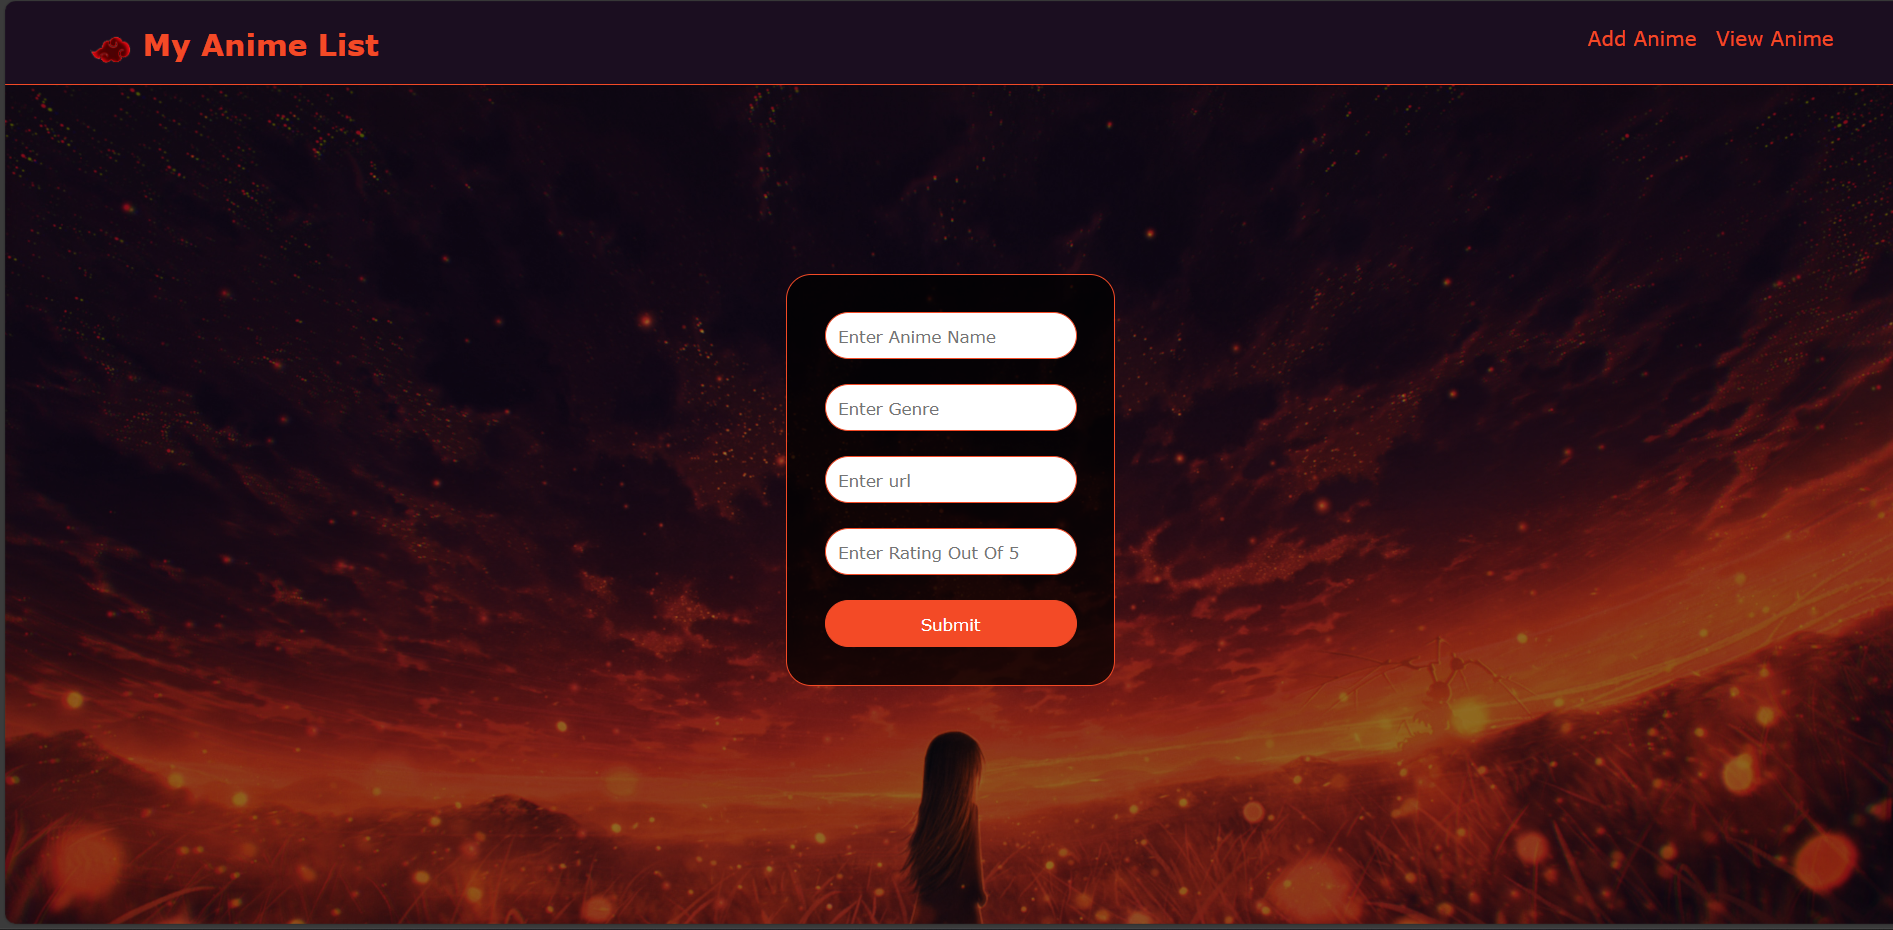 My Anime List
Add Anime View Anime
Enter Anime Name
Enter Genre
Enter url
Enter Rating Out Of 5
Submit